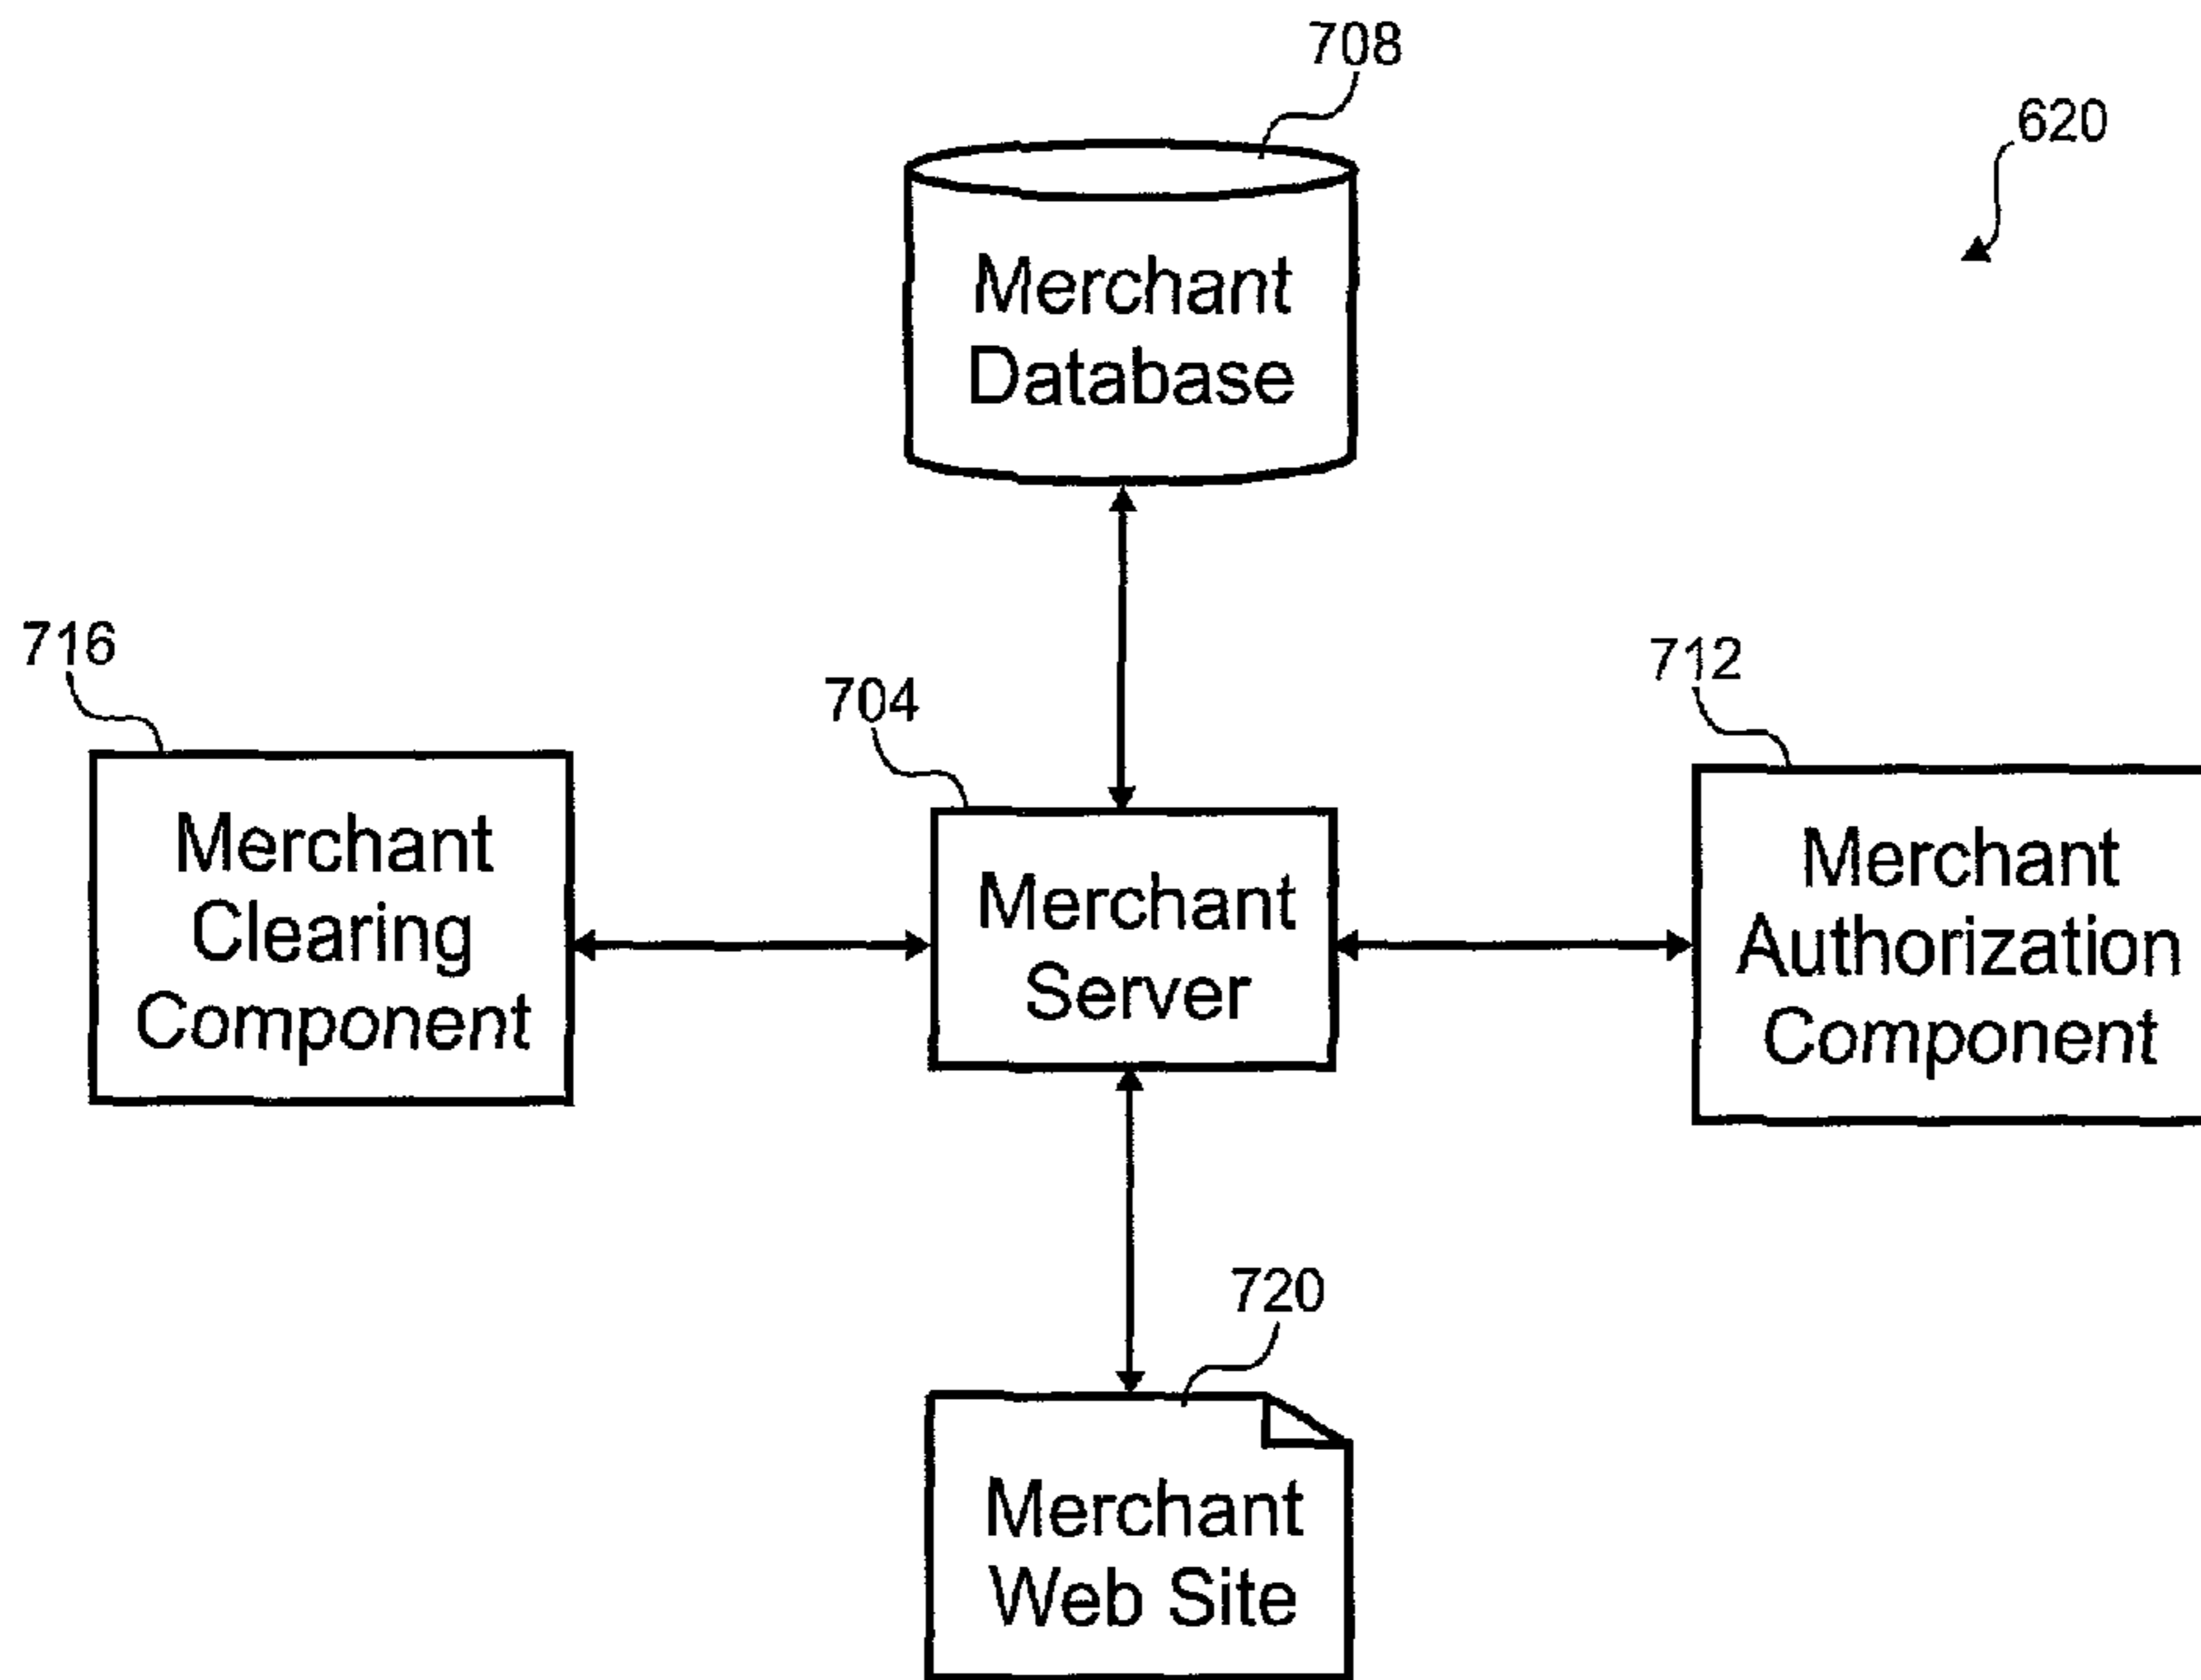 708
620
Merchant
Database
716
704
712
Merchant
Clearing
Component
Merchant
Server
Merchant
Authorization
Component
720
Merchant
Web Site